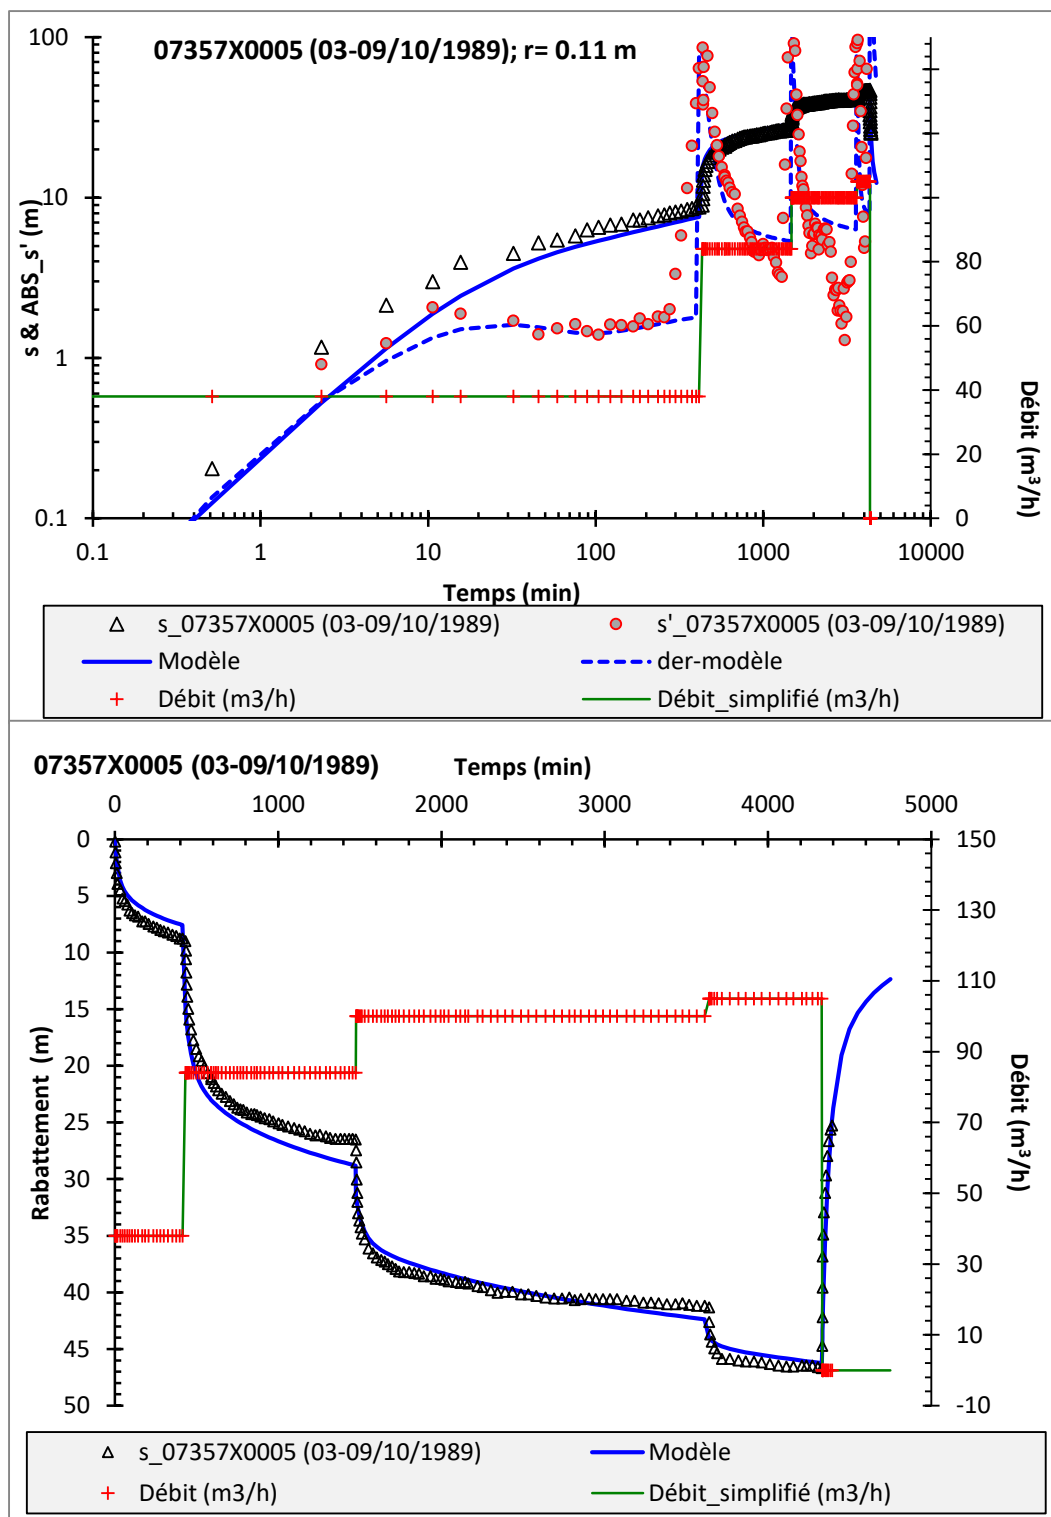 07357X0005 (03-09/10/1989); r= 0.11 m
100
10
1
0.1
s & ABS_s' (m)
80
60
40
20
0
Débit (m³/h)
0.1 1 10 100 1000 10000
Temps (min)
s_07357X0005 (03-09/10/1989) s'_07357X0005 (03-09/10/1989)
Modèle der-modèle
Débit (m3/h) Débit_simplifié (m3/h)
07357X0005 (03-09/10/1989) Temps (min)
0 1000 2000 3000 4000 5000
0
5
10
15
20
25
30
35
40
45
50
Rabattement (m)
150
130
110
90
70
50
30
10
-10
Débit (m³/h)
s_07357X0005 (03-09/10/1989) Modèle
Débit (m3/h) Débit_simplifié (m3/h)